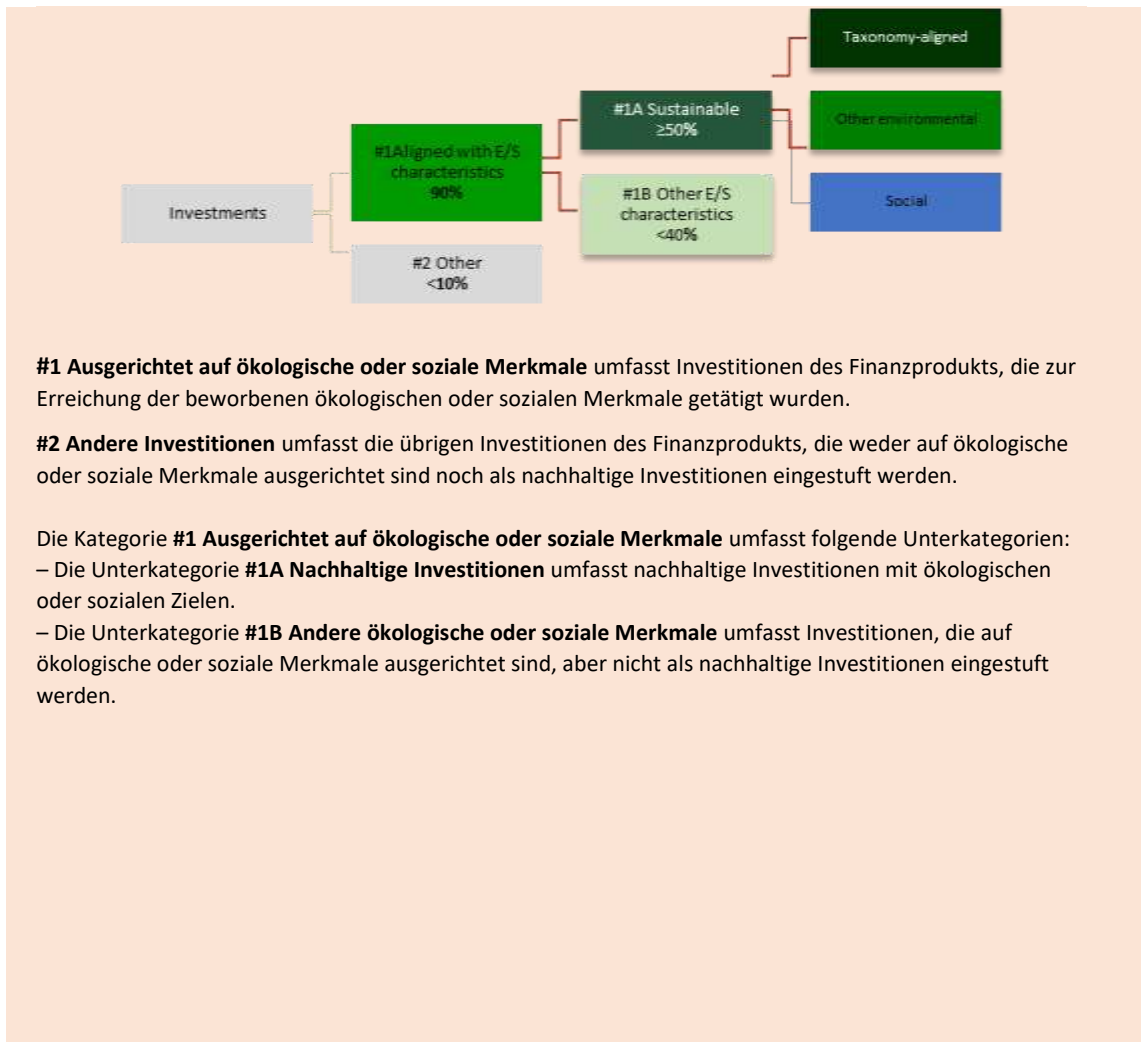 Taxonomy-aligned
#1A Sustainable
≥50%
Other environmental
#1Aligned with E/S
characteristics
90%
#1B Other E/S
characteristics
<40%
Social
Investments
#2 Other
<10%
#1 Ausgerichtet auf ökologische oder soziale Merkmale umfasst Investitionen des Finanzprodukts, die zur
Erreichung der beworbenen ökologischen oder sozialen Merkmale getätigt wurden.
#2 Andere Investitionen umfasst die übrigen Investitionen des Finanzprodukts, die weder auf ökologische
oder soziale Merkmale ausgerichtet sind noch als nachhaltige Investitionen eingestuft werden.
Die Kategorie #1 Ausgerichtet auf ökologische oder soziale Merkmale umfasst folgende Unterkategorien:
– Die Unterkategorie #1A Nachhaltige Investitionen umfasst nachhaltige Investitionen mit ökologischen
oder sozialen Zielen.
– Die Unterkategorie #1B Andere ökologische oder soziale Merkmale umfasst Investitionen, die auf
ökologische oder soziale Merkmale ausgerichtet sind, aber nicht als nachhaltige Investitionen eingestuft
werden.